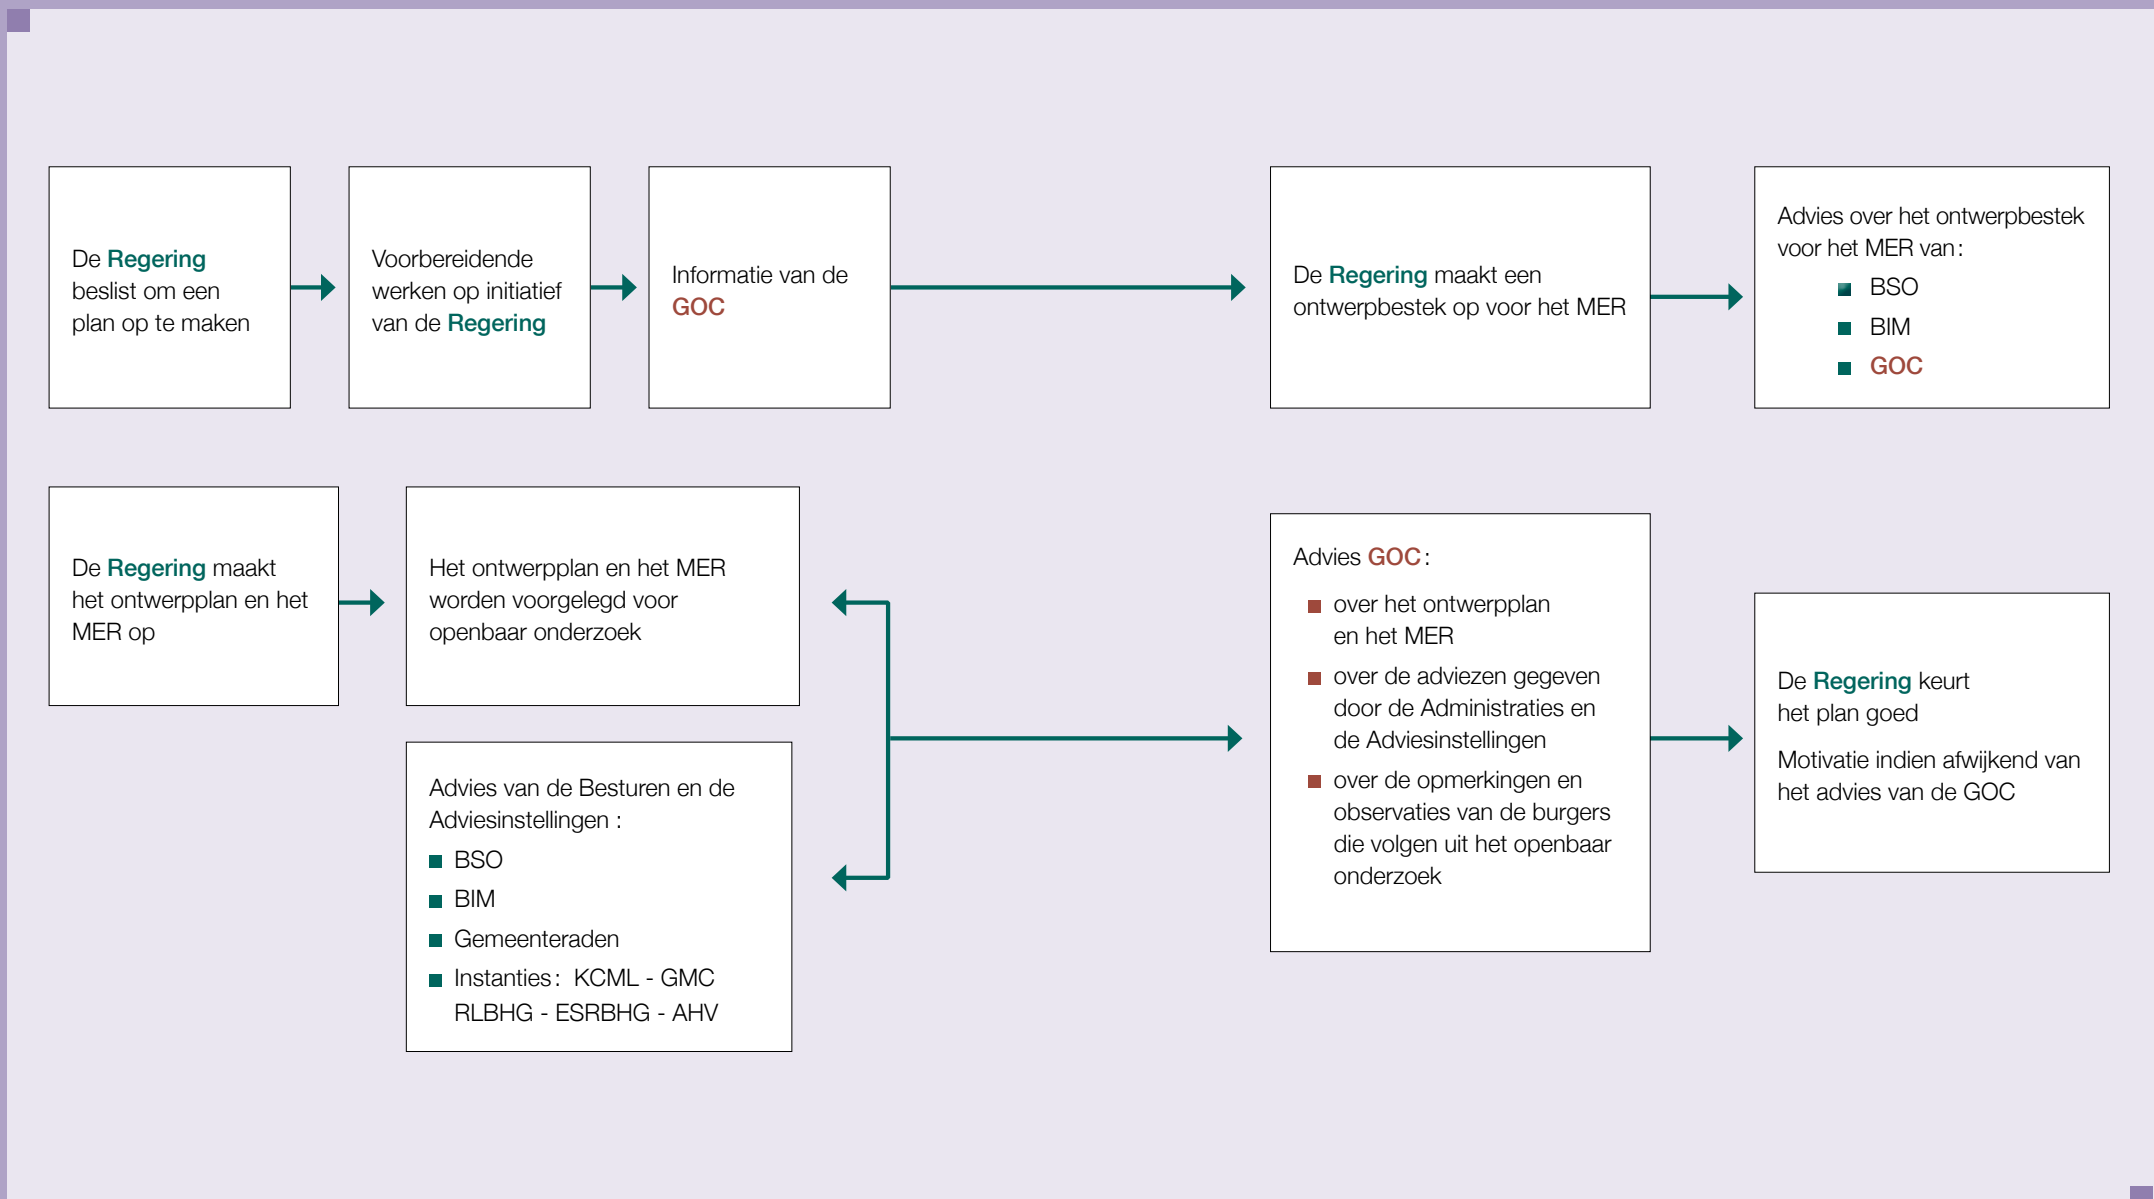 De Regering
beslist om een
plan op te maken
Voorbereidende
werken op initiatief
van de Regering
Informatie van de
GOC
De Regering maakt een
ontwerpbestek op voor het MER
Advies over het ontwerpbestek
voor het MER van :
BSO
BIM
GOC
De Regering maakt
het ontwerpplan en het
MER op
Het ontwerpplan en het MER
worden voorgelegd voor
openbaar onderzoek
Advies van de Besturen en de
Adviesinstellingen :
BSO
BIM
Gemeenteraden
Instanties : KCML - GMC
RLBHG - ESRBHG - AHV
Advies GOC :
over het ontwerpplan
en het MER
over de adviezen gegeven
door de Administraties en
de Adviesinstellingen
over de opmerkingen en
observaties van de burgers
die volgen uit het openbaar
onderzoek
De Regering keurt
het plan goed
Motivatie indien afwijkend van
het advies van de GOC